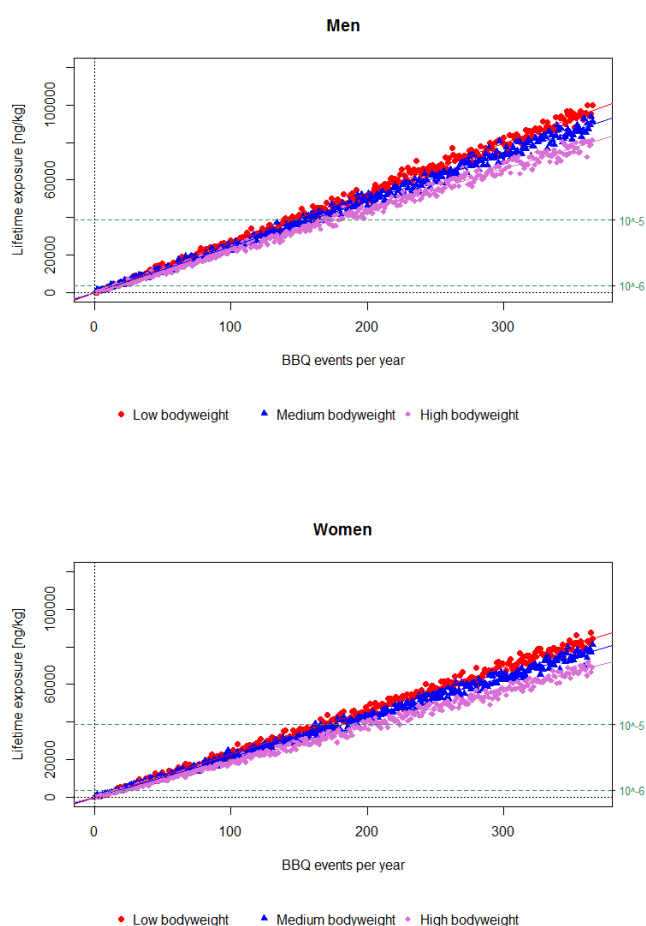 Men
Lifetime exposure [ng/kg]
100000
60000
20000
0
10^-5
10^-6
0 100 200 300
BBQ events per year
Low bodyweight Medium bodyweight High bodyweight
Women
Lifetime exposure [ng/kg]
100000
60000
20000
0
10^-5
10^-6
0 100 200 300
BBQ events per year
Low bodyweight Medium bodyweight High bodyweight